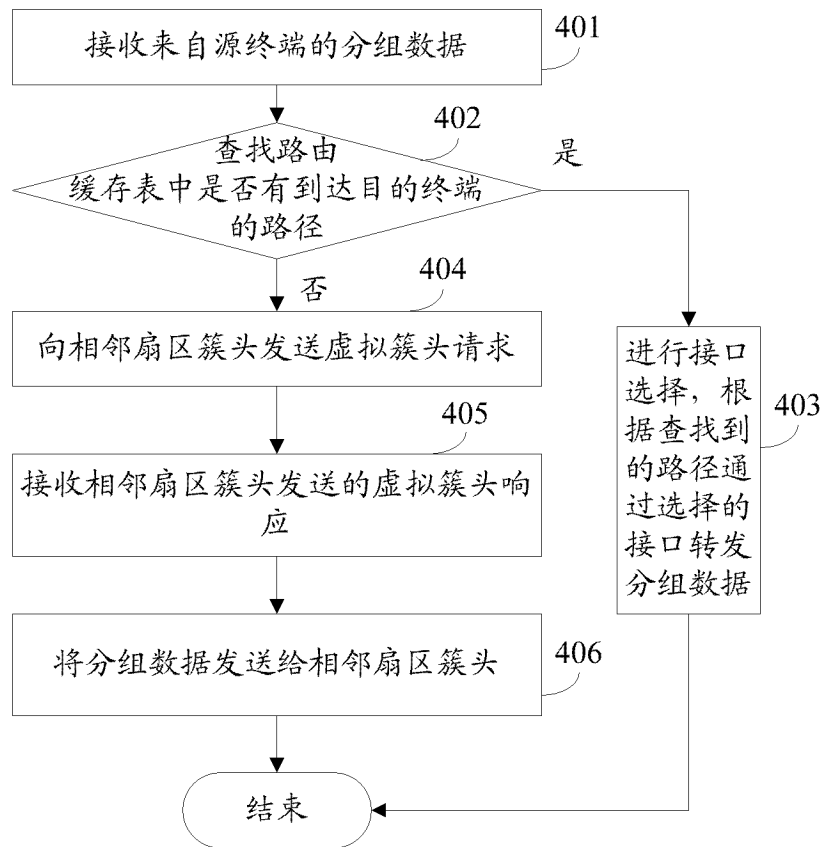 接收来自源终端的分组数据
401
402
查找路由
缓存表中是否有到达目的终端
的路径
是
否
404
向相邻扇区簇头发送虚拟簇头请求
进行接口
选择，根
据查找到
的路径通
过选择的
接口转发
分组数据
403
405
接收相邻扇区簇头发送的虚拟簇头响
应
将分组数据发送给相邻扇区簇头
406
结束